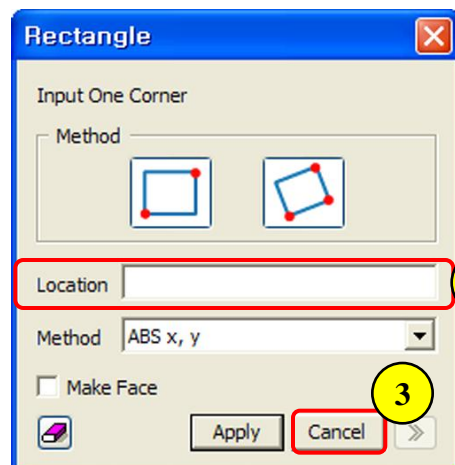 Rectangle
Input One Corner
Method
Location
Method ABS x, y
Make Face
3
Apply Cancel